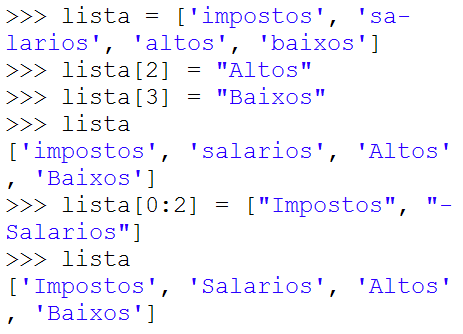 >>> lista = ['impostos', 'sa-
larios', 'altos', 'baixos']
>>> lista[2] = "Altos"
>>> lista[3] = "Baixos"
>>> lista
['impostos', 'salarios', 'Altos'
, 'Baixos']
>>> lista[0:2] = ["Impostos", "-
Salarios"]
>>> lista
['Impostos', 'Salarios', 'Altos'
, 'Baixos']